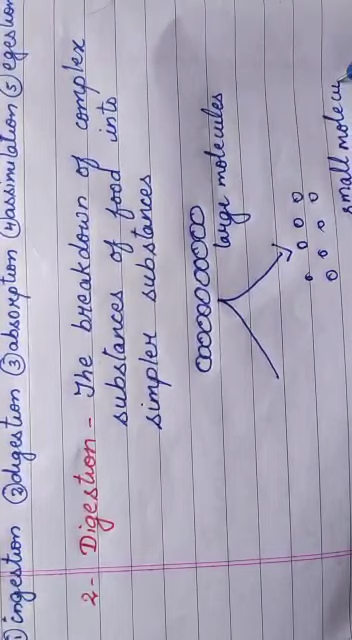 ① ingestion ② digestion ③ absorption ④ assimilation ⑤ egestion
2- Digestion - The breakdown of complex
substances of food into
simpler substances
large molecules
small molecu